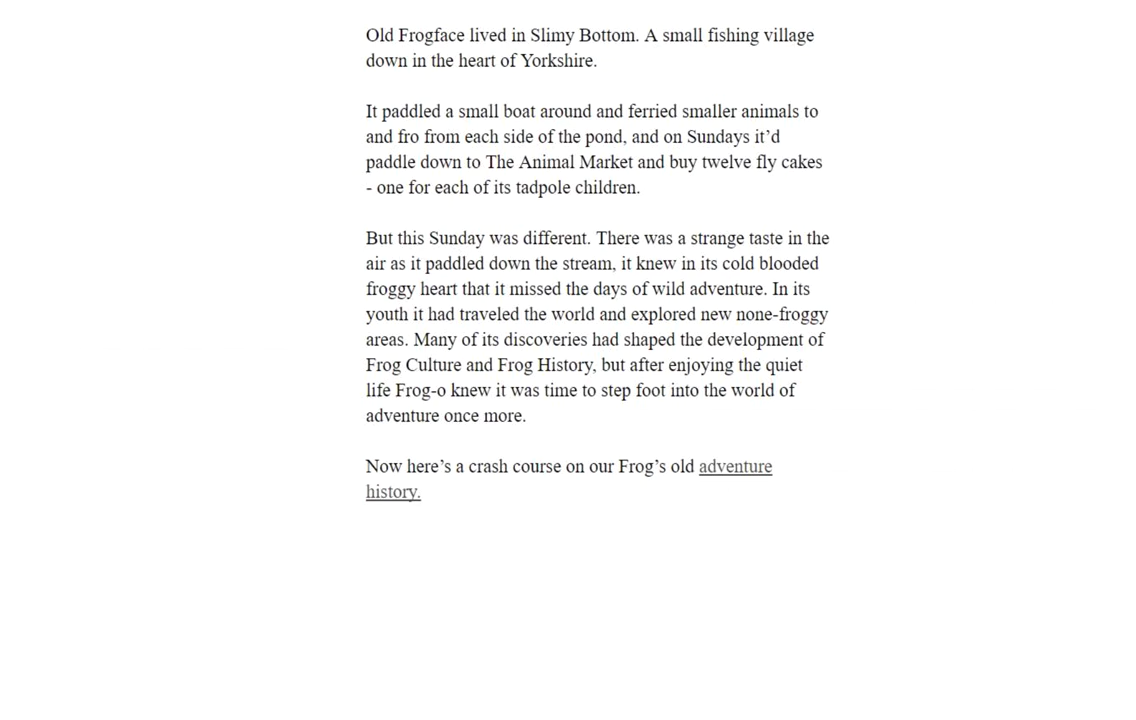 Old Frogface lived in Slimy Bottom. A small fishing village
down in the heart of Yorkshire.
It paddled a small boat around and ferried smaller animals to
and fro from each side of the pond, and on Sundays it’d
paddle down to The Animal Market and buy twelve fly cakes
- one for each of its tadpole children.
But this Sunday was different. There was a strange taste in the
air as it paddled down the stream, it knew in its cold blooded
froggy heart that it missed the days of wild adventure. In its
youth it had traveled the world and explored new none-froggy
areas. Many of its discoveries had shaped the development of
Frog Culture and Frog History, but after enjoying the quiet
life Frog-o knew it was time to step foot into the world of
adventure once more.
Now here’s a crash course on our Frog’s old adventure
history.